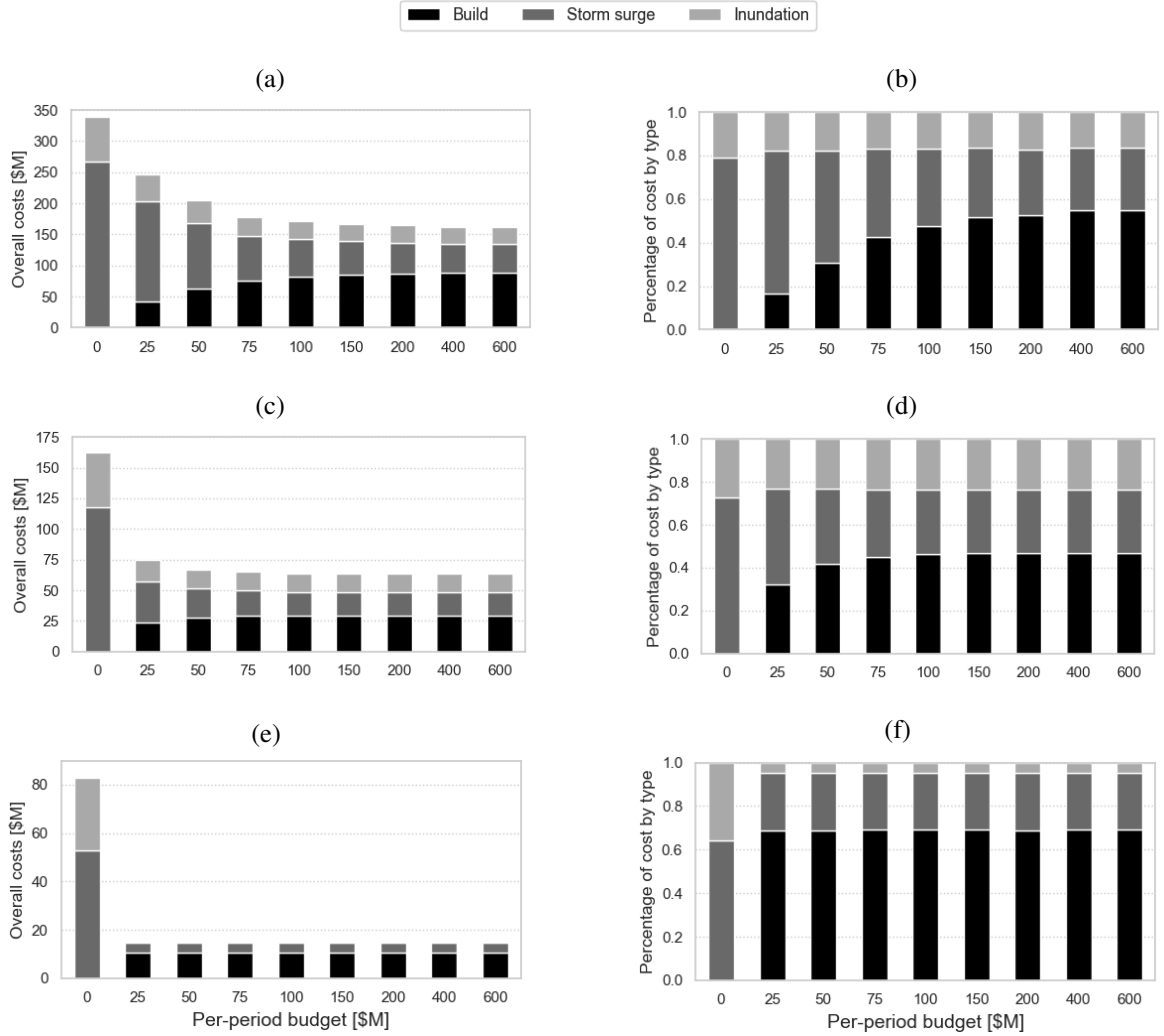 Build Storm surge Inundation
(a)
Overall costs [$M]
350
300
250
200
150
100
50
0
0 25 50 75 100 150 200 400 600
(b)
Percentage of cost by type
1.0
0.8
0.6
0.4
0.2
0.0
0 25 50 75 100 150 200 400 600
(c)
Overall costs [$M]
175
150
125
100
75
50
25
0
0 25 50 75 100 150 200 400 600
(d)
Percentage of cost by type
1.0
0.8
0.6
0.4
0.2
0.0
0 25 50 75 100 150 200 400 600
(e)
Overall costs [$M]
80
60
40
20
0
0 25 50 75 100 150 200 400 600
Per-period budget [$M]
(f)
Percentage of cost by type
1.0
0.8
0.6
0.4
0.2
0.0
0 25 50 75 100 150 200 400 600
Per-period budget [$M]